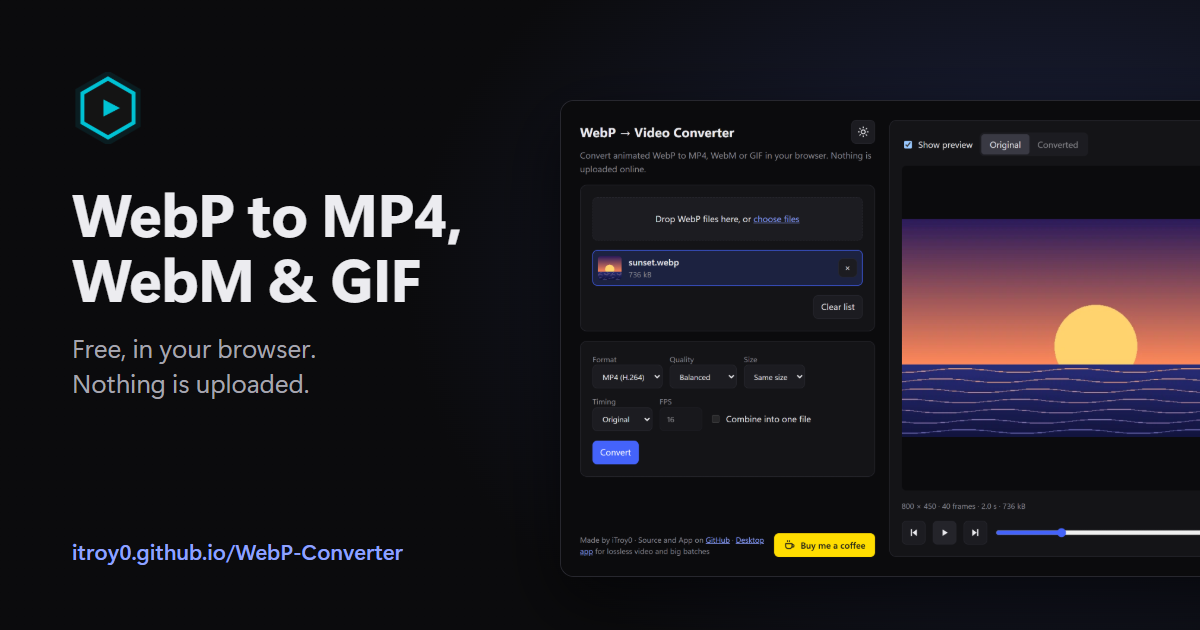 WebP to MP4,
WebM & GIF
Free, in your browser.
Nothing is uploaded.
itroy0.github.io/WebP-Converter
WebP → Video Converter
Convert animated WebP to MP4, WebM or GIF in your browser. Nothing is
uploaded online.
Drop WebP files here, or choose files
sunset.webp
736 kB
×
Clear list
Format Quality Size
MP4 (H.264) Balanced Same size
Timing FPS
Original 16 Combine into one file
Convert
Made by iTroy0 · Source and App on GitHub · Desktop
app for lossless video and big batches
Buy me a coffee
Show preview Original Converted
800 × 450 · 40 frames · 2.0 s · 736 kB